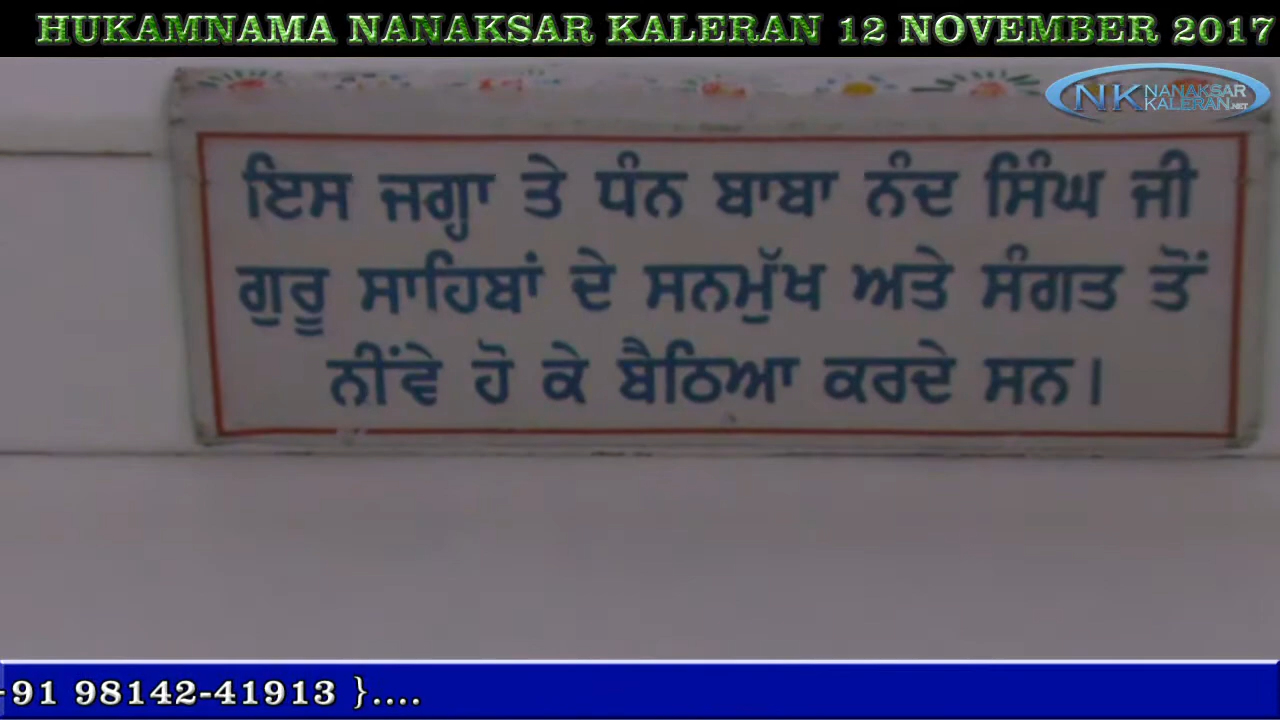 HUKAMNAMA NANAKSAR KALERAN 12 NOVEMBER 2017
NK NANAKSAR
KALERAN.NET
ਇਸ ਜਗ੍ਹਾ ਤੇ ਧੰਨ ਬਾਬਾ ਨੰਦ ਸਿੰਘ ਜੀ
ਗੁਰੂ ਸਾਹਿਬਾਂ ਦੇ ਸਨਮੁੱਖ ਅਤੇ ਸੰਗਤ ਤੋਂ
ਨੀਂਵੇ ਹੋ ਕੇ ਬੈਠਿਆ ਕਰਦੇ ਸਨ।
+91 98142-41913 }....